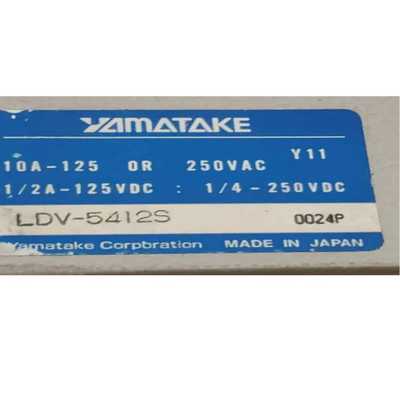 YAMATAKE
10A-125 OR 250VAC Y11
1/2A-125VDC : 1/4-250VDC
LDV-5412S 0024P
Yamatake Corporation MADE IN JAPAN